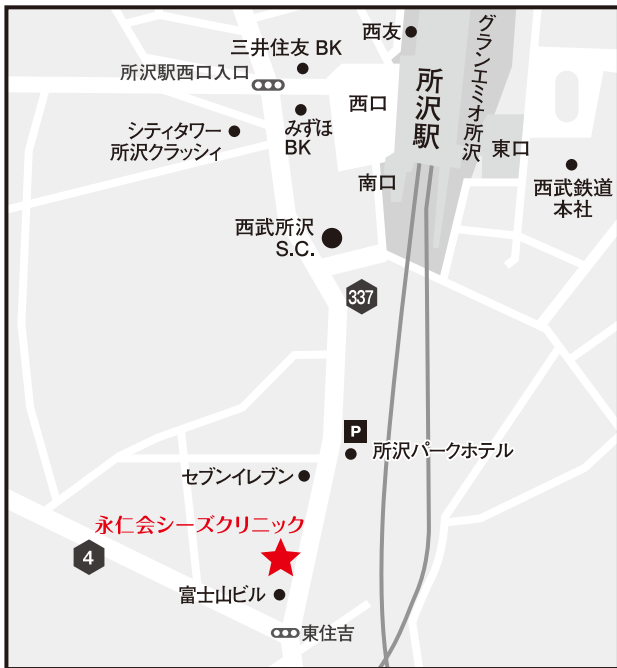 西友
三井住友 BK
所沢駅西口入口
西口
所沢駅
グランエミオ所沢
シティタワー
所沢クラッシィ
みずほ
BK
東口
南口
西武鉄道
本社
西武所沢
S.C.
337
P
所沢パークホテル
セブンイレブン
永仁会シーズクリニック
4
富士山ビル
東住吉